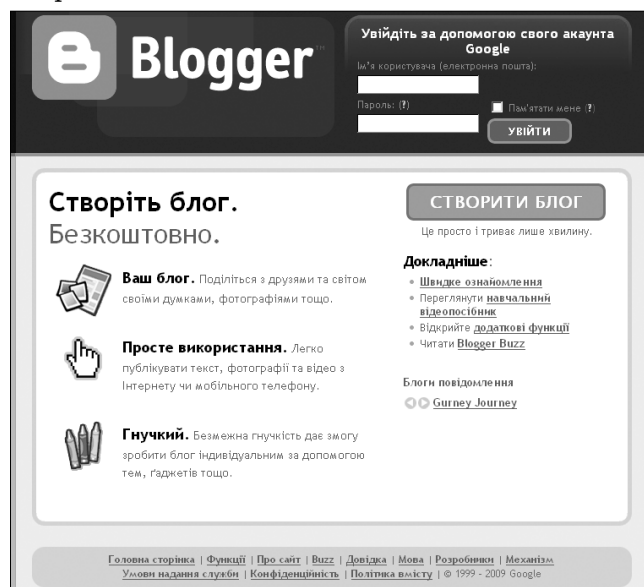 Blogger™
Увійдіть за допомогою свого акаунта
Google
Ім'я користувача (електронна пошта):
Пароль: (?)
Пам'ятати мене (?)
УВІЙТИ
Створіть блог.
Безкоштовно.
Ваш блог. Поділіться з друзями та світом
своїми думками, фотографіями тощо.
Просте використання. Легко
публікувати текст, фотографії та відео з
Інтернету чи мобільного телефону.
Гнучкий. Безмежна гнучкість дає змогу
зробити блог індивідуальним за допомогою
тем, ґаджетів тощо.
СТВОРИТИ БЛОГ
Це просто і триває лише хвилину.
Докладніше:
• Швидке ознайомлення
• Переглянути навчальний
відеопосібник
• Відкрийте додаткові функції
• Читати Blogger Buzz
Блоги повідомлення
Gurney Journey
Головна сторінка | Функції | Про сайт | Buzz | Довідка | Мова | Розробники | Механізм
Умови надання служби | Конфіденційність | Політика вмісту | © 1999 - 2009 Google